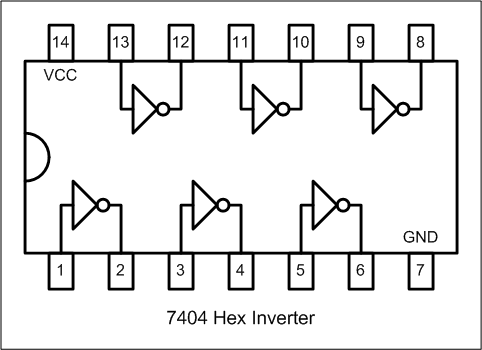 14 13 12 11 10 9 8
VCC
GND
1 2 3 4 5 6 7
7404 Hex Inverter